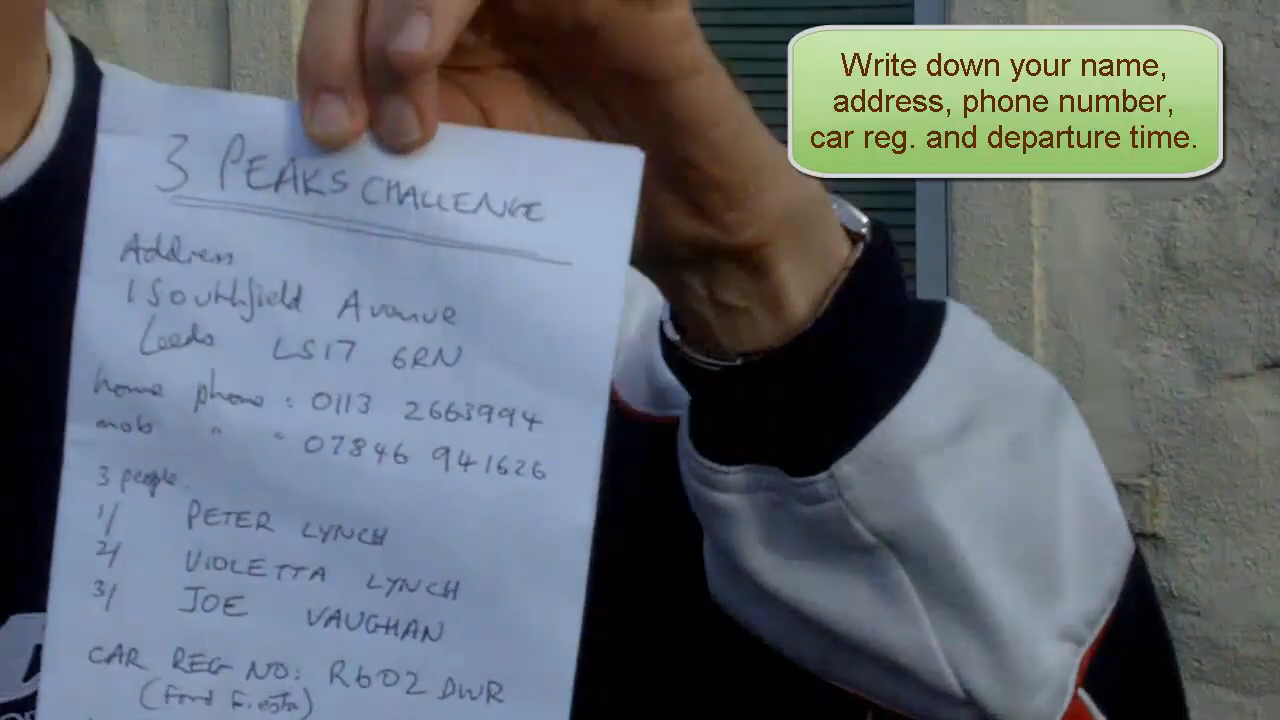 Write down your name,
address, phone number,
car reg. and departure time.
3 PEAKS CHALLENGE
Address
1 Southfield Avenue
Leeds LS17 6RN
home phone : 0113 2663994
mob " " 07846 941626
3 people.
1/ PETER LYNCH
2/ VIOLETTA LYNCH
3/ JOE VAUGHAN
CAR REG NO: R602 DWR
(Ford Fiesta)